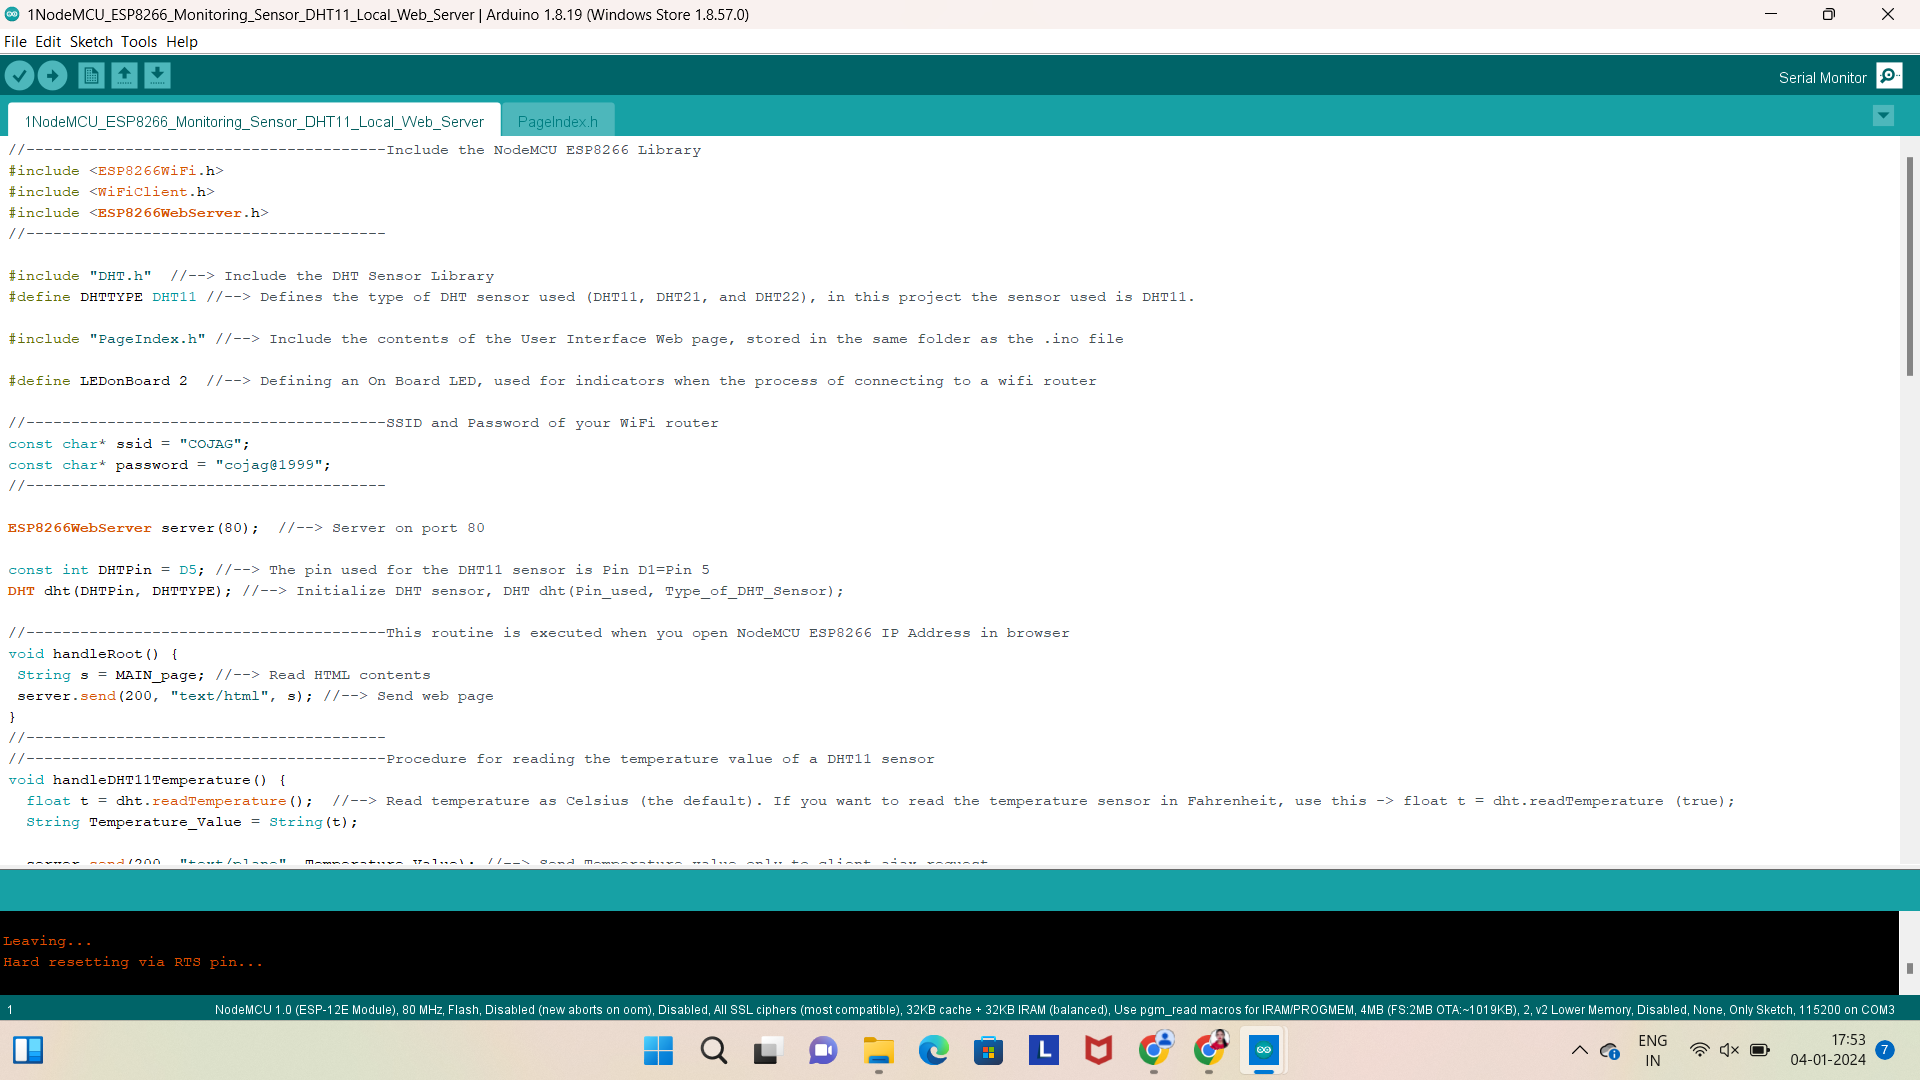 1NodeMCU_ESP8266_Monitoring_Sensor_DHT11_Local_Web_Server | Arduino 1.8.19 (Windows Store 1.8.57.0)
File Edit Sketch Tools Help
Serial Monitor
1NodeMCU_ESP8266_Monitoring_Sensor_DHT11_Local_Web_Server PageIndex.h
//----------------------------------------Include the NodeMCU ESP8266 Library
#include <ESP8266WiFi.h>
#include <WiFiClient.h>
#include <ESP8266WebServer.h>
//----------------------------------------
#include "DHT.h"  //--> Include the DHT Sensor Library
#define DHTTYPE DHT11 //--> Defines the type of DHT sensor used (DHT11, DHT21, and DHT22), in this project the sensor used is DHT11.
#include "PageIndex.h" //--> Include the contents of the User Interface Web page, stored in the same folder as the .ino file
#define LEDonBoard 2  //--> Defining an On Board LED, used for indicators when the process of connecting to a wifi router
//----------------------------------------SSID and Password of your WiFi router
const char* ssid = "COJAG";
const char* password = "cojag@1999";
//----------------------------------------
ESP8266WebServer server(80);  //--> Server on port 80
const int DHTPin = D5; //--> The pin used for the DHT11 sensor is Pin D1=Pin 5
DHT dht(DHTPin, DHTTYPE); //--> Initialize DHT sensor, DHT dht(Pin_used, Type_of_DHT_Sensor);
//----------------------------------------This routine is executed when you open NodeMCU ESP8266 IP Address in browser
void handleRoot() {
 String s = MAIN_page; //--> Read HTML contents
 server.send(200, "text/html", s); //--> Send web page
}
//----------------------------------------
//----------------------------------------Procedure for reading the temperature value of a DHT11 sensor
void handleDHT11Temperature() {
  float t = dht.readTemperature();  //--> Read temperature as Celsius (the default). If you want to read the temperature sensor in Fahrenheit, use this -> float t = dht.readTemperature (true);
  String Temperature_Value = String(t);
  server.send(200, "text/plane", Temperature_Value); //--> Send Temperature value only to client ajax request
Leaving...
Hard resetting via RTS pin...
1 NodeMCU 1.0 (ESP-12E Module), 80 MHz, Flash, Disabled (new aborts on oom), Disabled, All SSL ciphers (most compatible), 32KB cache + 32KB IRAM (balanced), Use pgm_read macros for IRAM/PROGMEM, 4MB (FS:2MB OTA:~1019KB), 2, v2 Lower Memory, Disabled, None, Only Sketch, 115200 on COM3
L
ENG
IN
17:53
04-01-2024
7